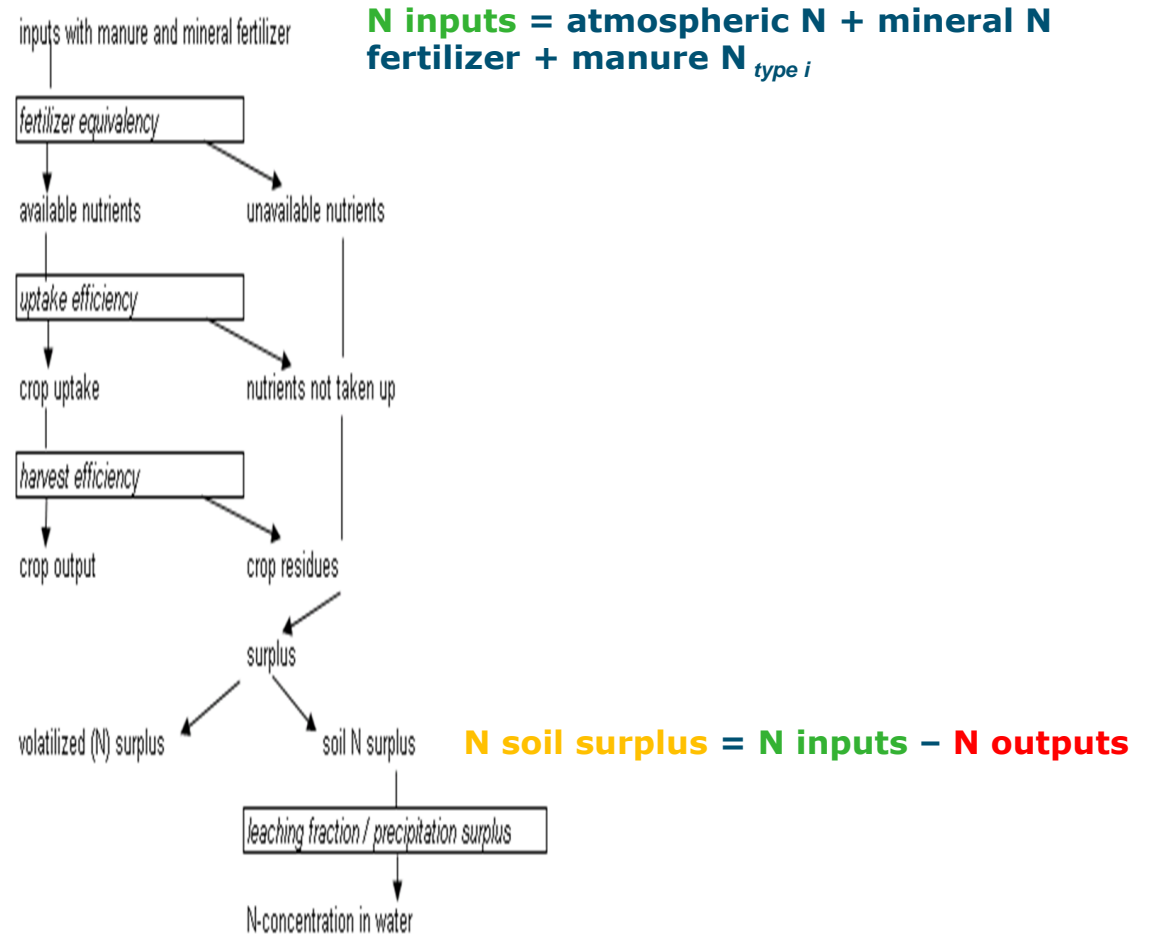 inputs with manure and mineral fertilizer
N inputs = atmospheric N + mineral N
fertilizer + manure N type i
fertilizer equivalency
available nutrients
unavailable nutrients
uptake efficiency
crop uptake
nutrients not taken up
harvest efficiency
crop output
crop residues
surplus
volatilized (N) surplus
soil N surplus
N soil surplus = N inputs – N outputs
leaching fraction / precipitation surplus
N-concentration in water